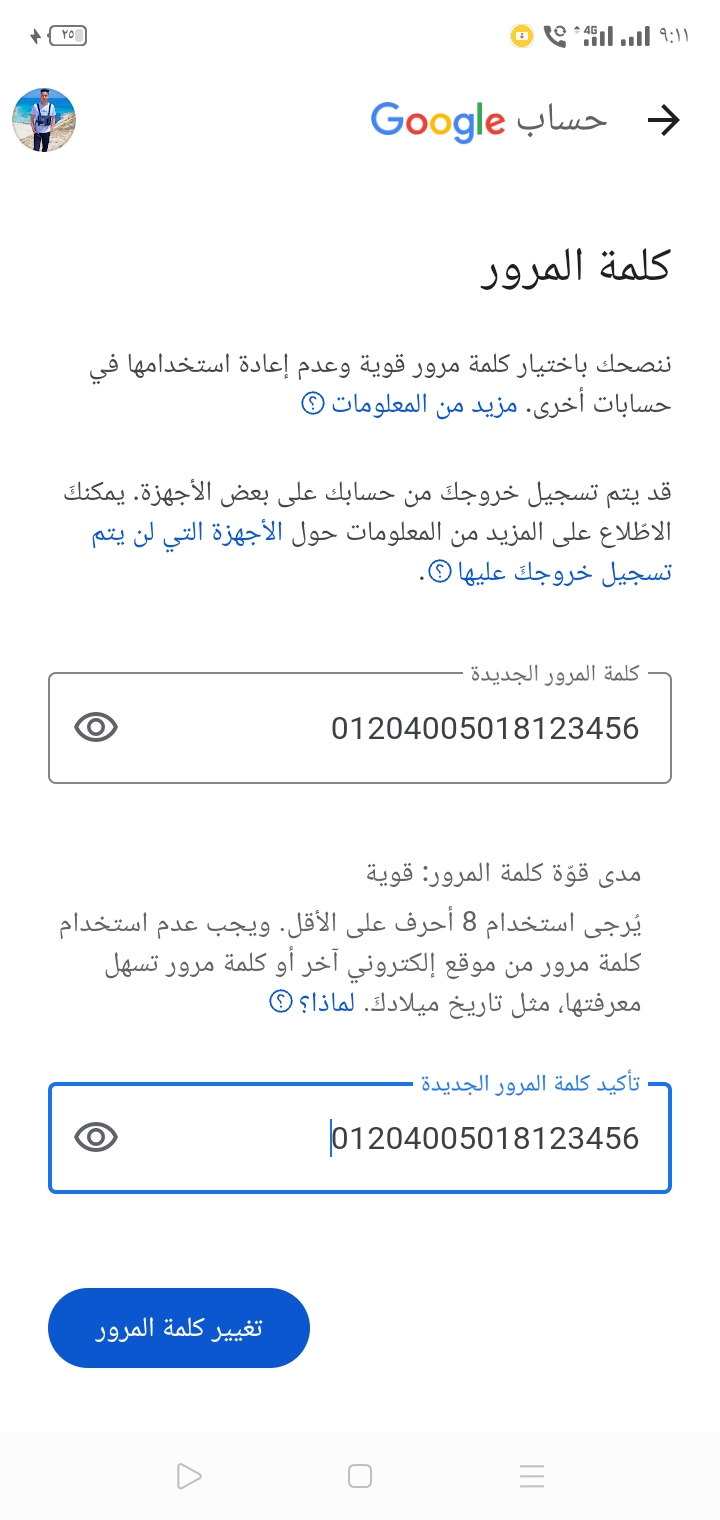 ٢٥
٩:١١
4G
حساب Google
كلمة المرور
ننصحك باختيار كلمة مرور قوية وعدم إعادة استخدامها في
حسابات أخرى. مزيد من المعلومات
قد يتم تسجيل خروجكَ من حسابك على بعض الأجهزة. يمكنكَ
الاطّلاع على المزيد من المعلومات حول الأجهزة التي لن يتم
تسجيل خروجكَ عليها.
كلمة المرور الجديدة
01204005018123456
مدى قوّة كلمة المرور: قوية
يُرجى استخدام 8 أحرف على الأقل. ويجب عدم استخدام
كلمة مرور من موقع إلكتروني آخر أو كلمة مرور تسهل
معرفتها، مثل تاريخ ميلادكَ. لماذا؟
تأكيد كلمة المرور الجديدة
01204005018123456
تغيير كلمة المرور